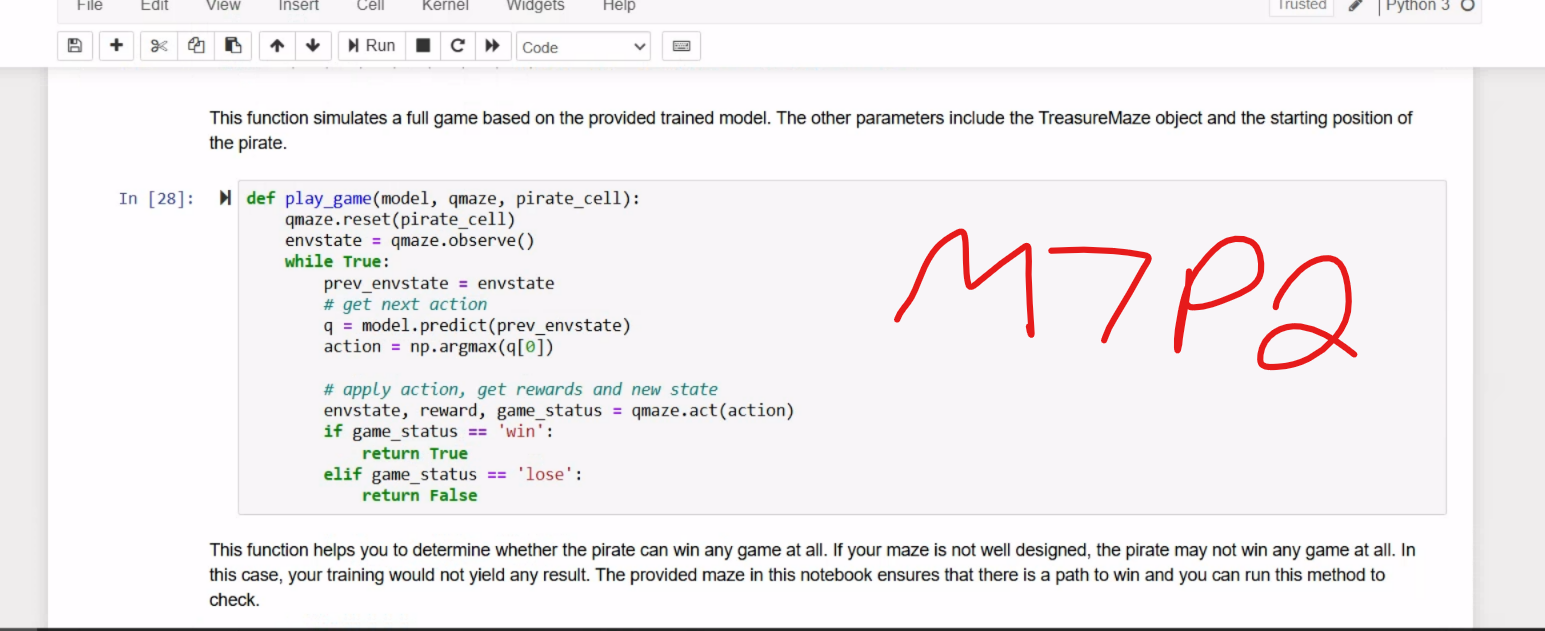 File Edit View Insert Cell Kernel Widgets Help Trusted Python 3
Run Code
This function simulates a full game based on the provided trained model. The other parameters include the TreasureMaze object and the starting position of
the pirate.
In [28]: def play_game(model, qmaze, pirate_cell):
    qmaze.reset(pirate_cell)
    envstate = qmaze.observe()
    while True:
        prev_envstate = envstate
        # get next action
        q = model.predict(prev_envstate)
        action = np.argmax(q[0])
        # apply action, get rewards and new state
        envstate, reward, game_status = qmaze.act(action)
        if game_status == 'win':
            return True
        elif game_status == 'lose':
            return False
M7P2
This function helps you to determine whether the pirate can win any game at all. If your maze is not well designed, the pirate may not win any game at all. In
this case, your training would not yield any result. The provided maze in this notebook ensures that there is a path to win and you can run this method to
check.